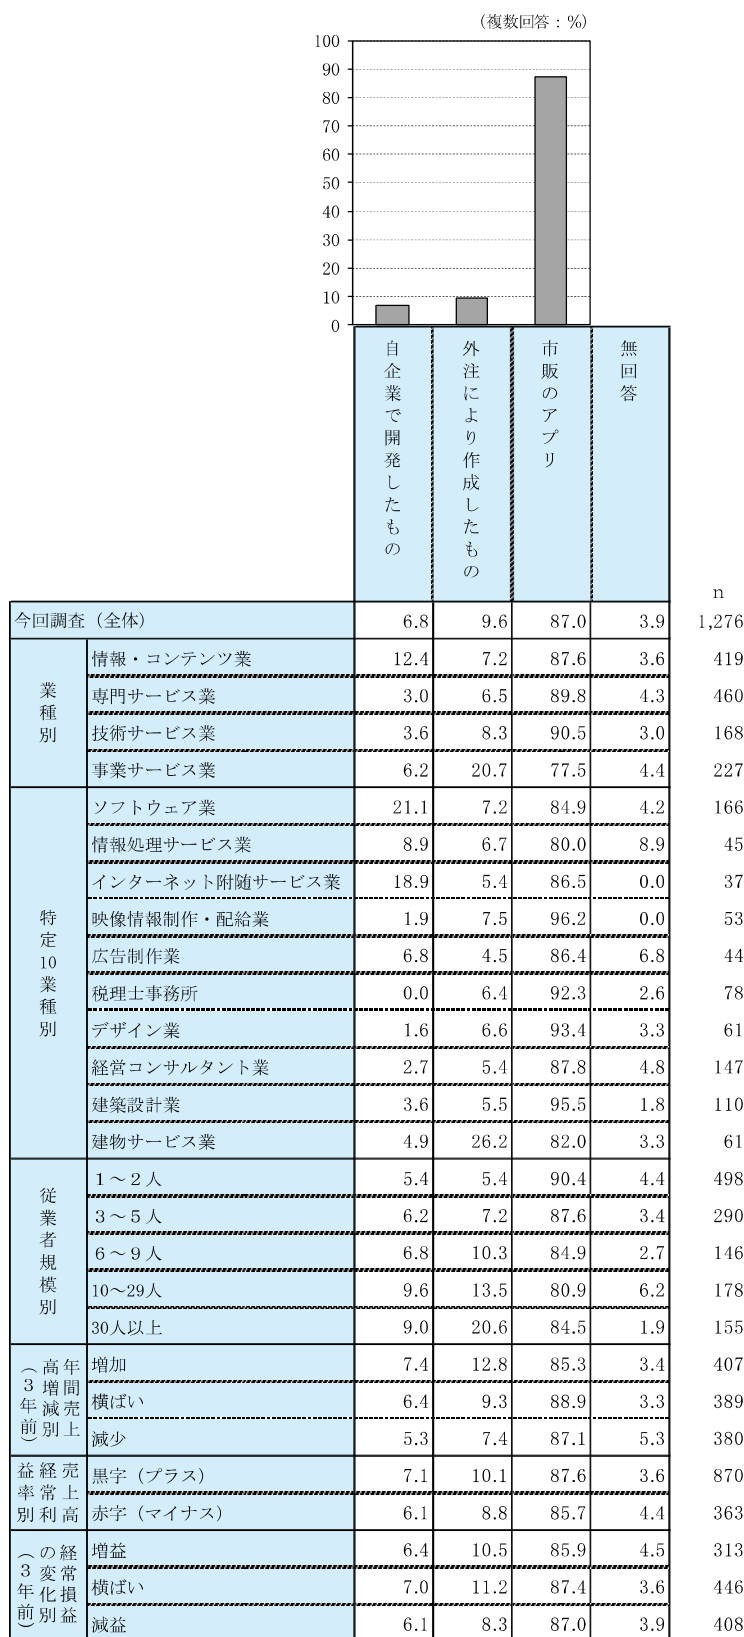 （複数回答：%）
100
90
80
70
60
50
40
30
20
10
0
自企業で開発したもの
外注により作成したもの
市販のアプリ
無回答
n
今回調査（全体） 6.8 9.6 87.0 3.9 1,276
業種別
情報・コンテンツ業 12.4 7.2 87.6 3.6 419
専門サービス業 3.0 6.5 89.8 4.3 460
技術サービス業 3.6 8.3 90.5 3.0 168
事業サービス業 6.2 20.7 77.5 4.4 227
特定10業種別
ソフトウェア業 21.1 7.2 84.9 4.2 166
情報処理サービス業 8.9 6.7 80.0 8.9 45
インターネット附随サービス業 18.9 5.4 86.5 0.0 37
映像情報制作・配給業 1.9 7.5 96.2 0.0 53
広告制作業 6.8 4.5 86.4 6.8 44
税理士事務所 0.0 6.4 92.3 2.6 78
デザイン業 1.6 6.6 93.4 3.3 61
経営コンサルタント業 2.7 5.4 87.8 4.8 147
建築設計業 3.6 5.5 95.5 1.8 110
建物サービス業 4.9 26.2 82.0 3.3 61
従業者規模別
１～２人 5.4 5.4 90.4 4.4 498
３～５人 6.2 7.2 87.6 3.4 290
６～９人 6.8 10.3 84.9 2.7 146
10～29人 9.6 13.5 80.9 6.2 178
30人以上 9.0 20.6 84.5 1.9 155
年間売上
高増減別
（３年前）
増加 7.4 12.8 85.3 3.4 407
横ばい 6.4 9.3 88.9 3.3 389
減少 5.3 7.4 87.1 5.3 380
売上高
経常利
益率別
黒字（プラス） 7.1 10.1 87.6 3.6 870
赤字（マイナス） 6.1 8.8 85.7 4.4 363
経常損益
の変化別
（３年前）
増益 6.4 10.5 85.9 4.5 313
横ばい 7.0 11.2 87.4 3.6 446
減益 6.1 8.3 87.0 3.9 408